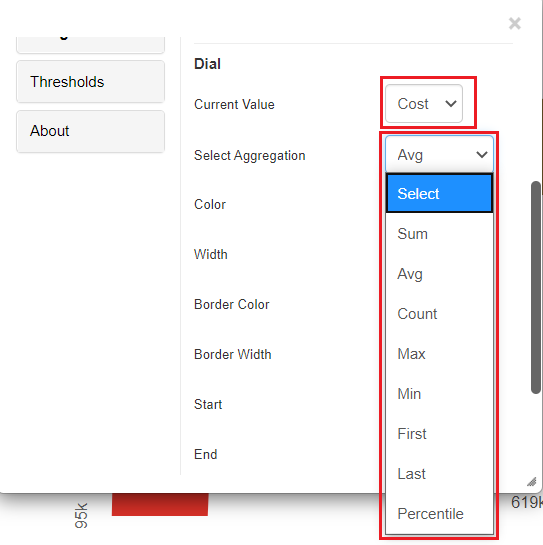 Thresholds
About
Dial
Current Value
Cost
Select Aggregation
Avg
Select
Sum
Avg
Count
Max
Min
First
Last
Percentile
Color
Width
Border Color
Border Width
Start
End
95k
619k